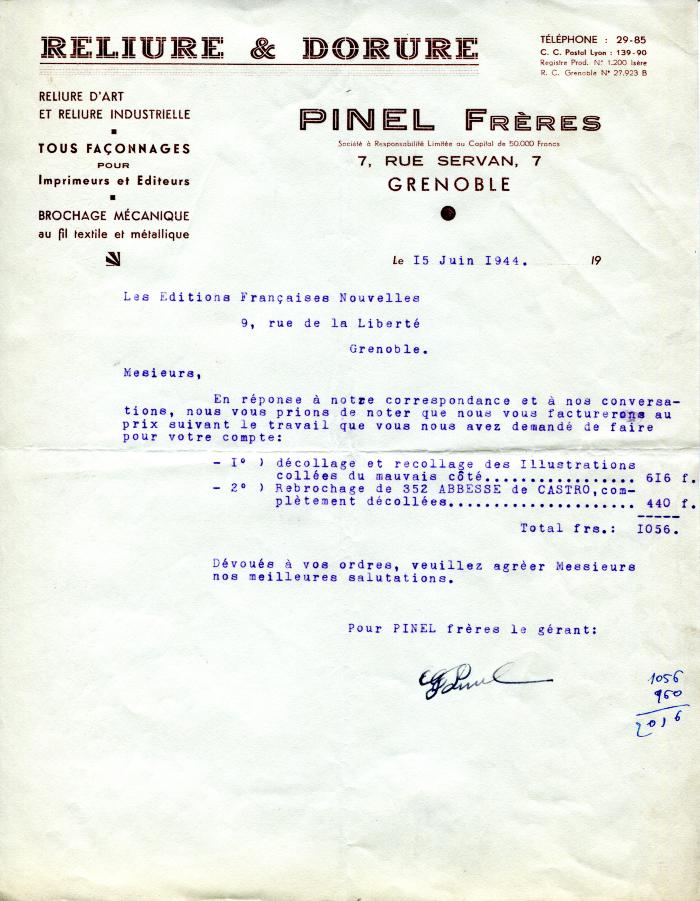 RELIURE & DORURE
TÉLÉPHONE : 29-85
C. C. Postal Lyon : 139-90
Registre Prod. N° 1.200 Isère
R. C. Grenoble N° 27.923 B
RELIURE D'ART
ET RELIURE INDUSTRIELLE
TOUS FAÇONNAGES
POUR
Imprimeurs et Editeurs
BROCHAGE MÉCANIQUE
au fil textile et métallique
PINEL FRÈRES
Société à Responsabilité Limitée au Capital de 50.000 Francs
7, RUE SERVAN, 7
GRENOBLE
Le 15 Juin 1944. 19
Les Editions Françaises Nouvelles
9, rue de la Liberté
Grenoble.
Mesieurs,
En réponse à notre correspondance et à nos conversa-
tions, nous vous prions de noter que nous vous facturerons au
prix suivant le travail que vous nous avez demandé de faire
pour votre compte:
- I° ) décollage et recollage des Illustrations
collées du mauvais côté................. 616 f.
- 2° ) Rebrochage de 352 ABBESSE de CASTRO,com-
plètement décollées..................... 440 f.
-----
Total frs.: 1056.
Dévoués à vos ordres, veuillez agrèer Messieurs
nos meilleures salutations.
Pour PINEL frères le gérant:
Pinel
1056
960
2016